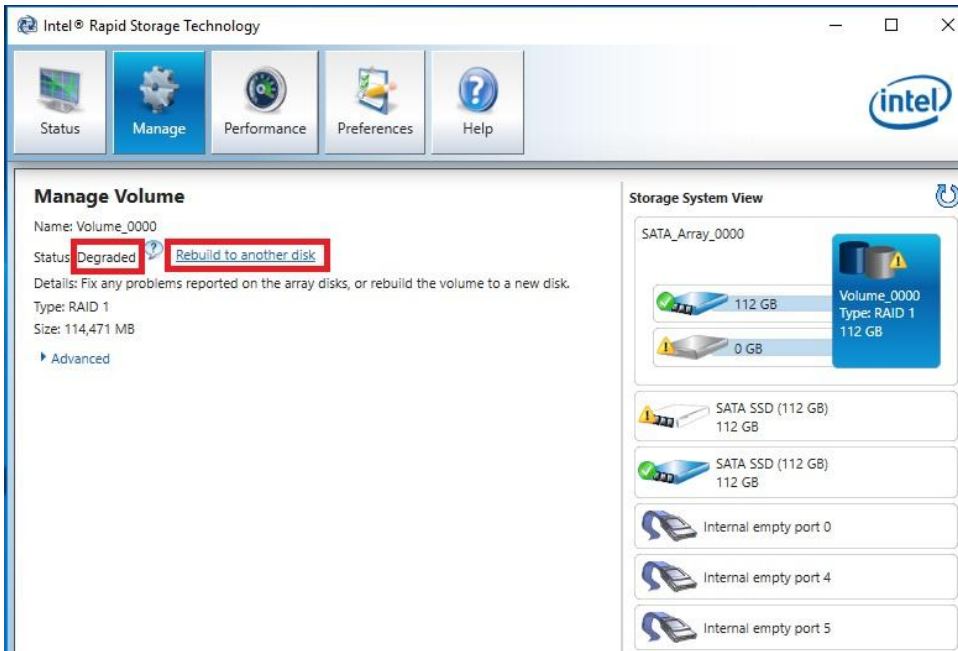 Intel® Rapid Storage Technology
Status
Manage
Performance
Preferences
Help
intel
Manage Volume
Name: Volume_0000
Status: Degraded ? Rebuild to another disk
Details: Fix any problems reported on the array disks, or rebuild the volume to a new disk.
Type: RAID 1
Size: 114,471 MB
Advanced
Storage System View
SATA_Array_0000
112 GB
0 GB
Volume_0000
Type: RAID 1
112 GB
SATA SSD (112 GB)
112 GB
SATA SSD (112 GB)
112 GB
Internal empty port 0
Internal empty port 4
Internal empty port 5